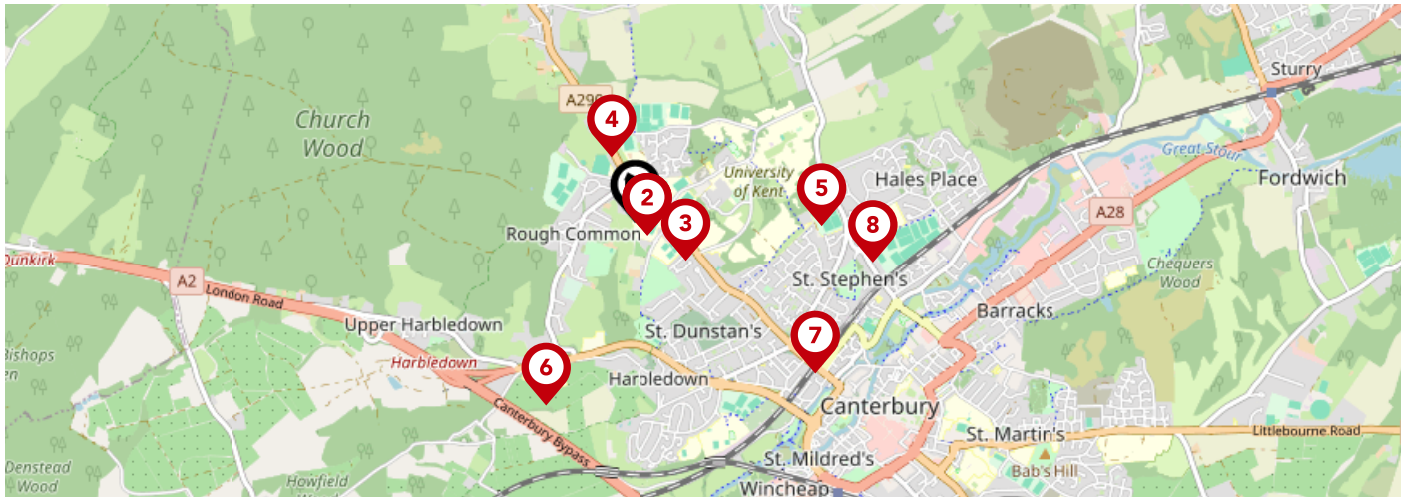 Sturry
A290
Church
Wood
4
Great Stour
University
of Kent
Hales Place
Fordwich
2
5
3
8
A28
Rough Common
Dunkirk
A2
London Road
St. Stephen's
Chequers
Wood
Barracks
Upper Harbledown
St. Dunstan's
7
Bishops
en
Harbledown
6
Harbledown
Canterbury Bypass
Canterbury
St. Martin's
Littlebourne Road
Denstead
Wood
Howfield
St. Mildred's
Bab's Hill
Wincheap